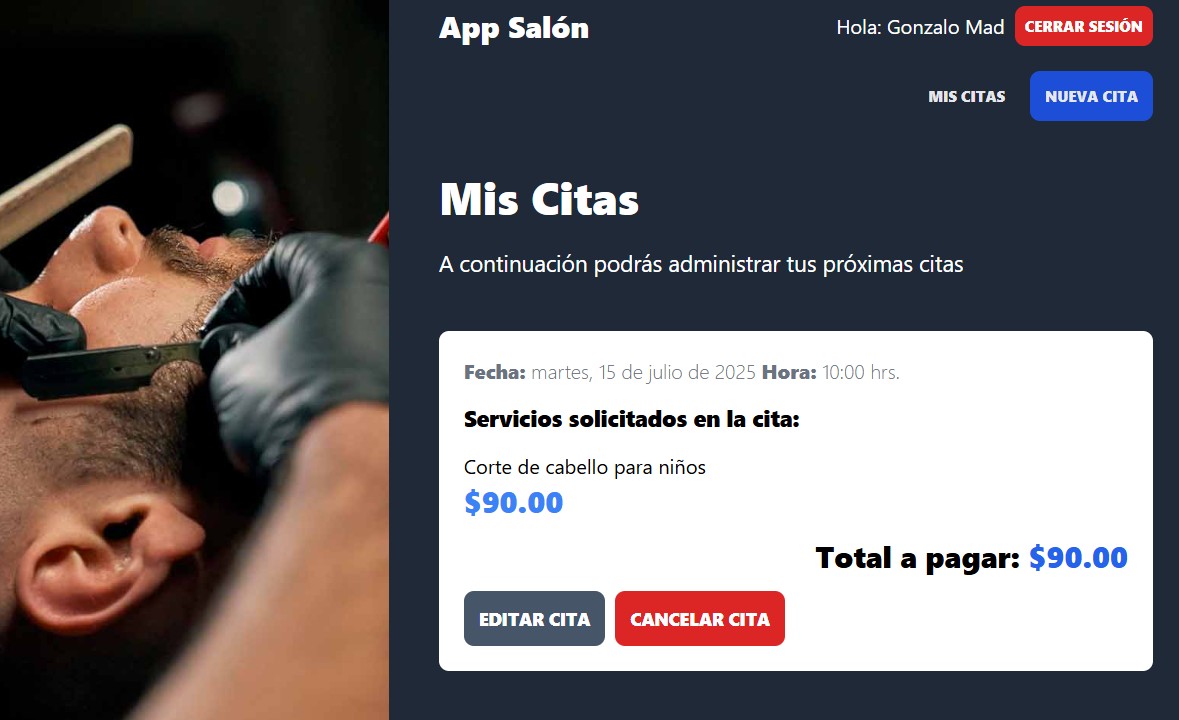 App Salón
Hola: Gonzalo Mad
CERRAR SESIÓN
MIS CITAS
NUEVA CITA
Mis Citas
A continuación podrás administrar tus próximas citas
Fecha: martes, 15 de julio de 2025 Hora: 10:00 hrs.
Servicios solicitados en la cita:
Corte de cabello para niños
$90.00
Total a pagar: $90.00
EDITAR CITA
CANCELAR CITA